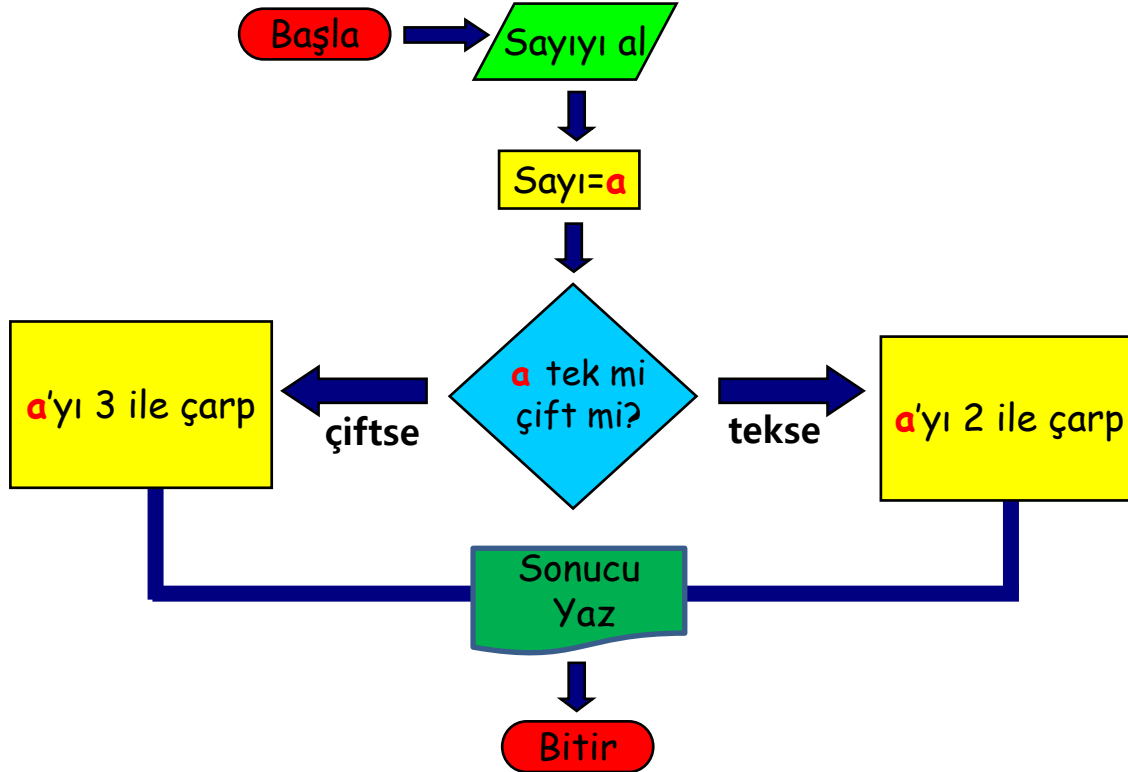 Başla
Sayıyı al
Sayı=a
a tek mi
çift mi?
çiftse
tekse
a'yı 3 ile çarp
a'yı 2 ile çarp
Sonucu
Yaz
Bitir